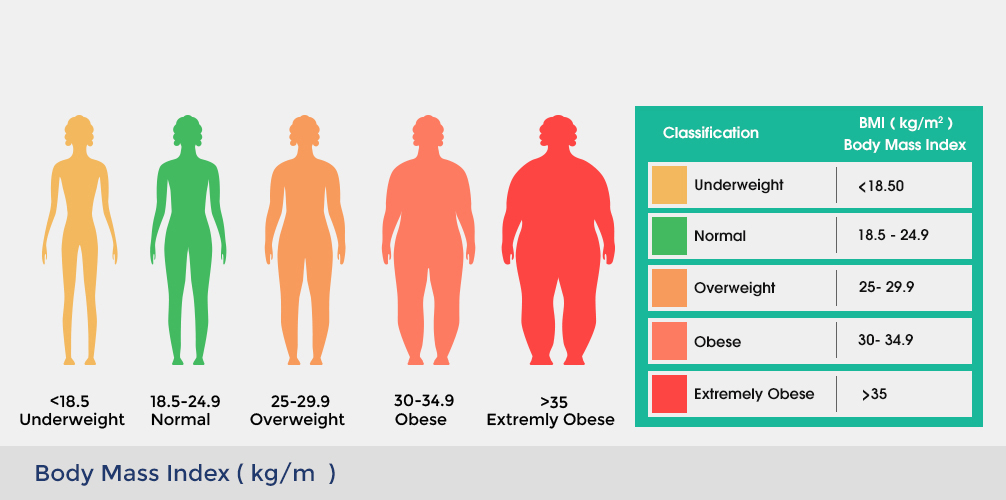 <18.5
Underweight
18.5-24.9
Normal
25-29.9
Overweight
30-34.9
Obese
>35
Extremly Obese
Classification
BMI ( kg/m² )
Body Mass Index
Underweight <18.50
Normal 18.5 - 24.9
Overweight 25- 29.9
Obese 30- 34.9
Extremely Obese >35
Body Mass Index ( kg/m  )